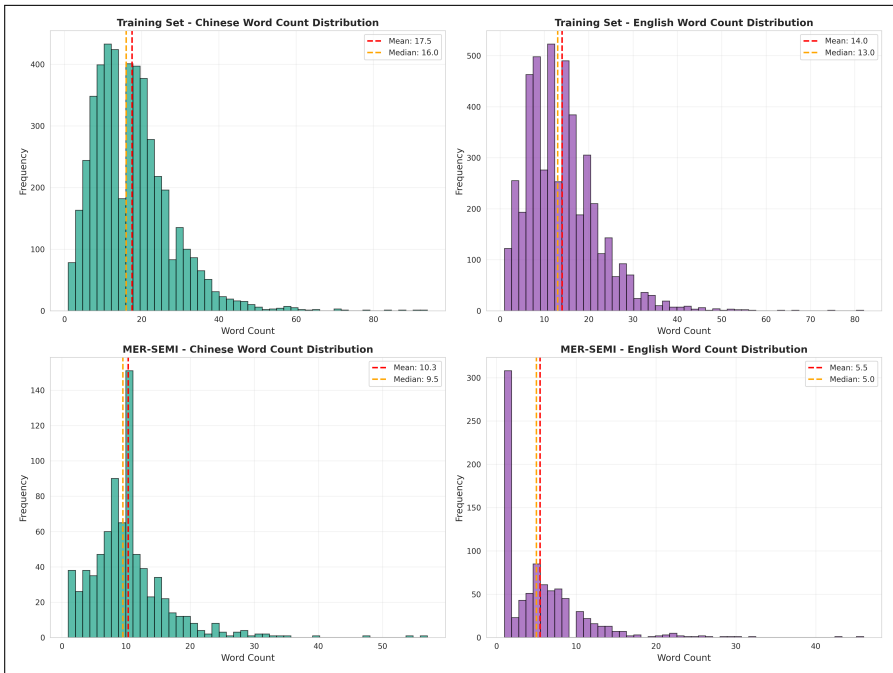 Training Set - Chinese Word Count Distribution
Mean: 17.5
Median: 16.0
Frequency
400
300
200
100
0
0 20 40 60 80
Word Count
Training Set - English Word Count Distribution
Mean: 14.0
Median: 13.0
Frequency
500
400
300
200
100
0
0 10 20 30 40 50 60 70 80
Word Count
MER-SEMI - Chinese Word Count Distribution
Mean: 10.3
Median: 9.5
Frequency
140
120
100
80
60
40
20
0
0 10 20 30 40 50
Word Count
MER-SEMI - English Word Count Distribution
Mean: 5.5
Median: 5.0
Frequency
300
250
200
150
100
50
0
0 10 20 30 40
Word Count